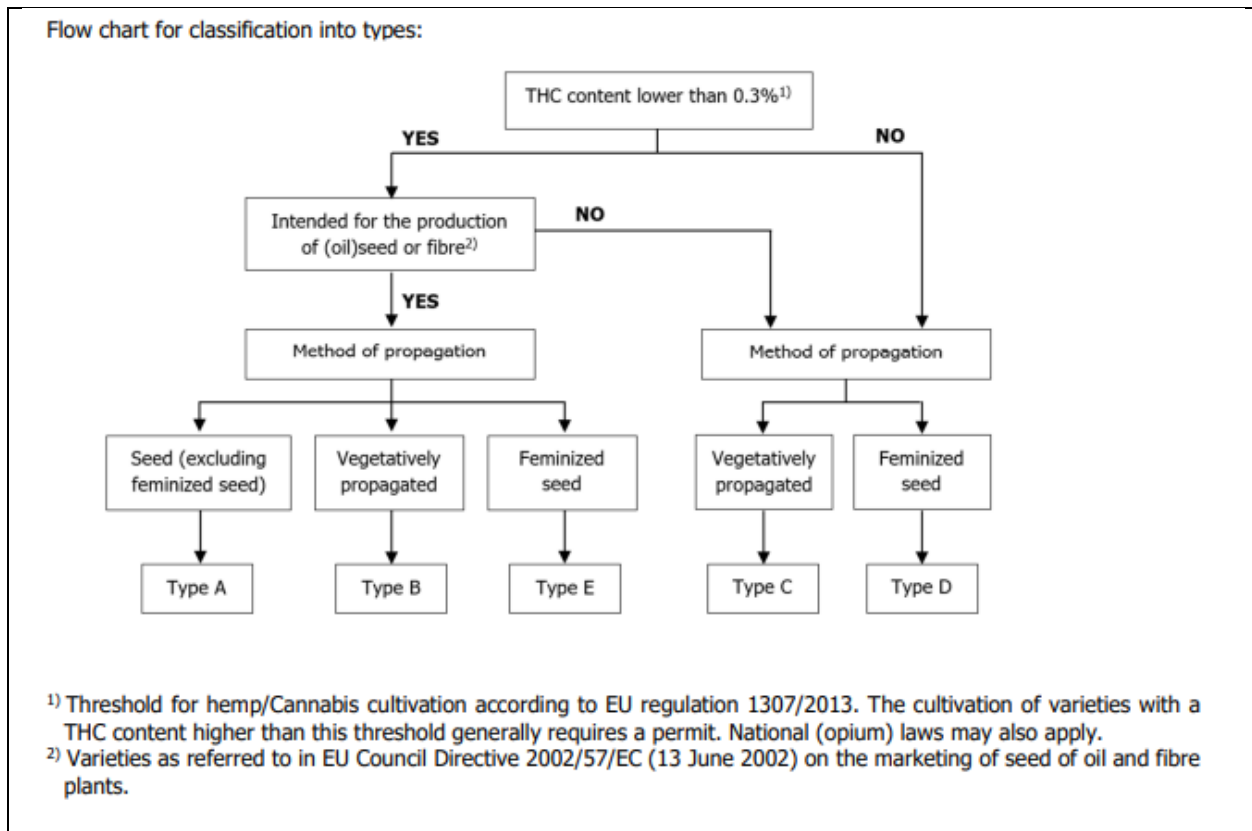 Flow chart for classification into types:
THC content lower than 0.3%1)
YES
NO
Intended for the production
of (oil)seed or fibre2)
NO
YES
Method of propagation
Method of propagation
Seed (excluding
feminized seed)
Vegetatively
propagated
Feminized
seed
Vegetatively
propagated
Feminized
seed
Type A
Type B
Type E
Type C
Type D
1) Threshold for hemp/Cannabis cultivation according to EU regulation 1307/2013. The cultivation of varieties with a
THC content higher than this threshold generally requires a permit. National (opium) laws may also apply.
2) Varieties as referred to in EU Council Directive 2002/57/EC (13 June 2002) on the marketing of seed of oil and fibre
plants.